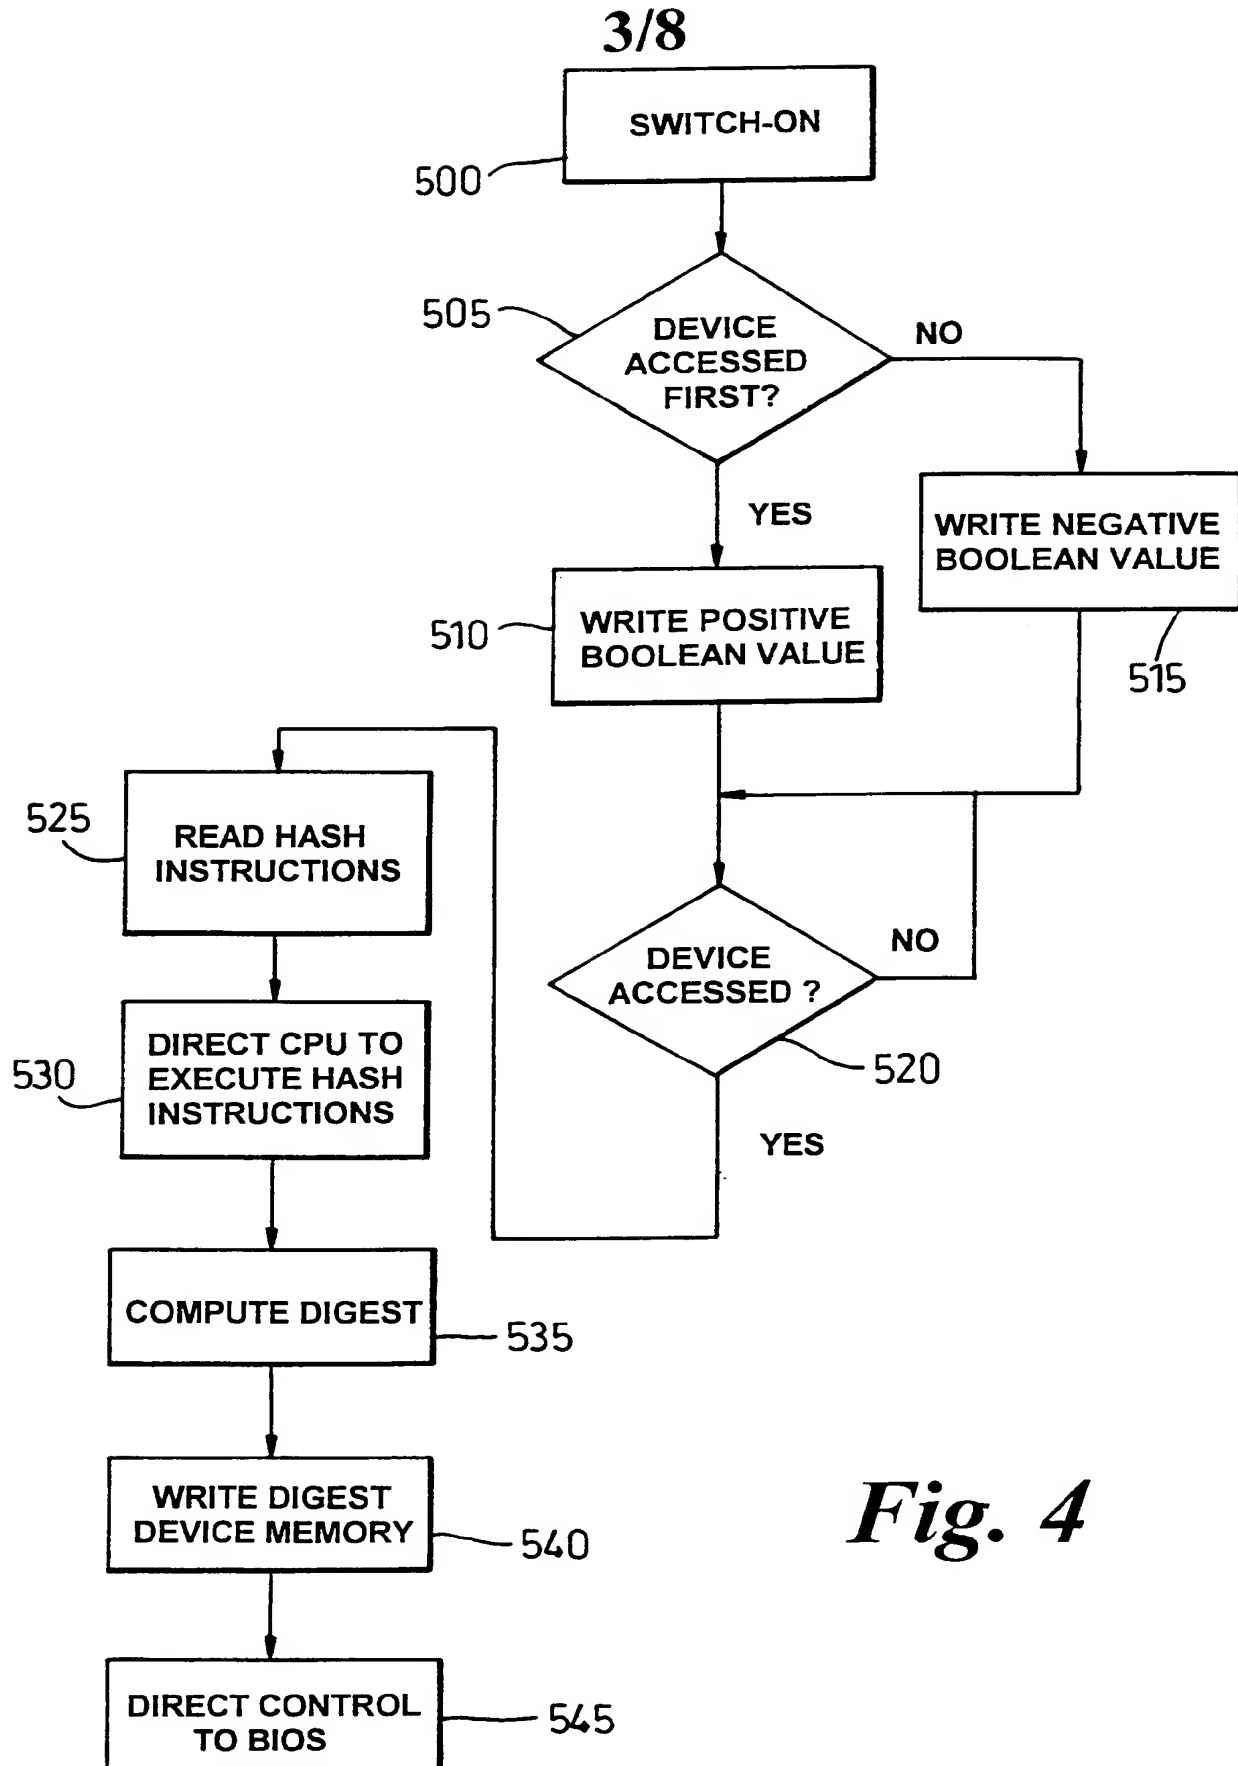 3/8
SWITCH-ON
500
505
DEVICE
ACCESSED
FIRST?
NO
YES
WRITE NEGATIVE
BOOLEAN VALUE
515
510
WRITE POSITIVE
BOOLEAN VALUE
525
READ HASH
INSTRUCTIONS
DEVICE
ACCESSED ?
NO
520
YES
530
DIRECT CPU TO
EXECUTE HASH
INSTRUCTIONS
COMPUTE DIGEST
535
WRITE DIGEST
DEVICE MEMORY
540
DIRECT CONTROL
TO BIOS
545
Fig. 4